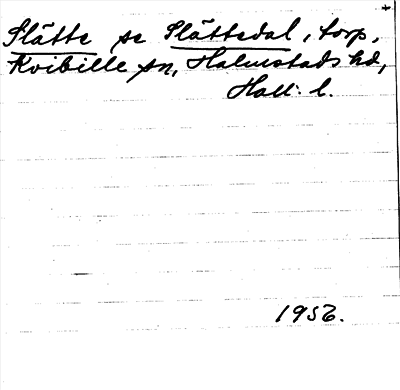 Slätte se Slättedal, torp,
Kvibille sn, Halmstads hd,
Hall. l.
1956.